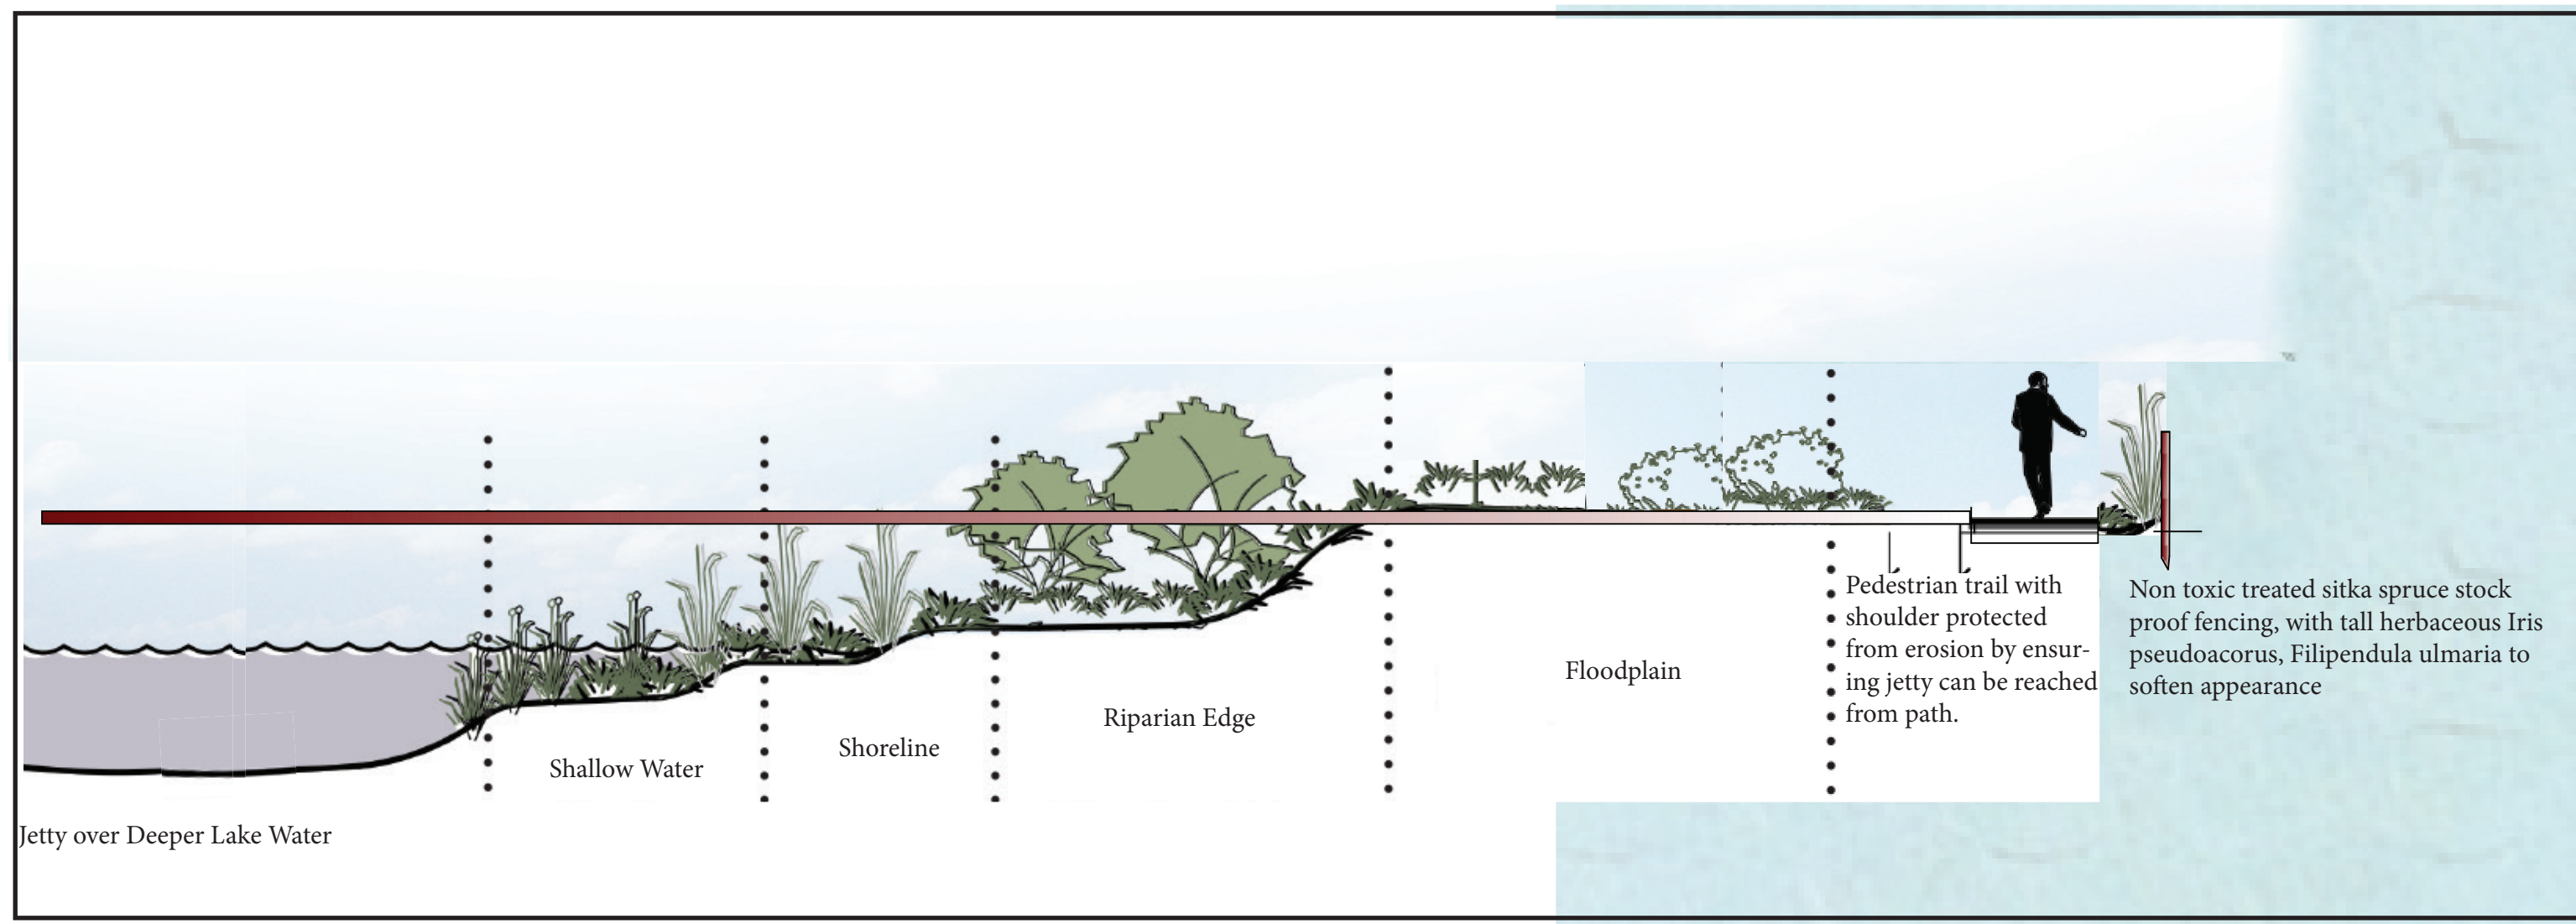 Jetty over Deeper Lake Water
Shallow Water
Shoreline
Riparian Edge
Floodplain
Pedestrian trail with
shoulder protected
from erosion by ensur-
ing jetty can be reached
from path.
Non toxic treated sitka spruce stock
proof fencing, with tall herbaceous Iris
pseudoacorus, Filipendula ulmaria to
soften appearance